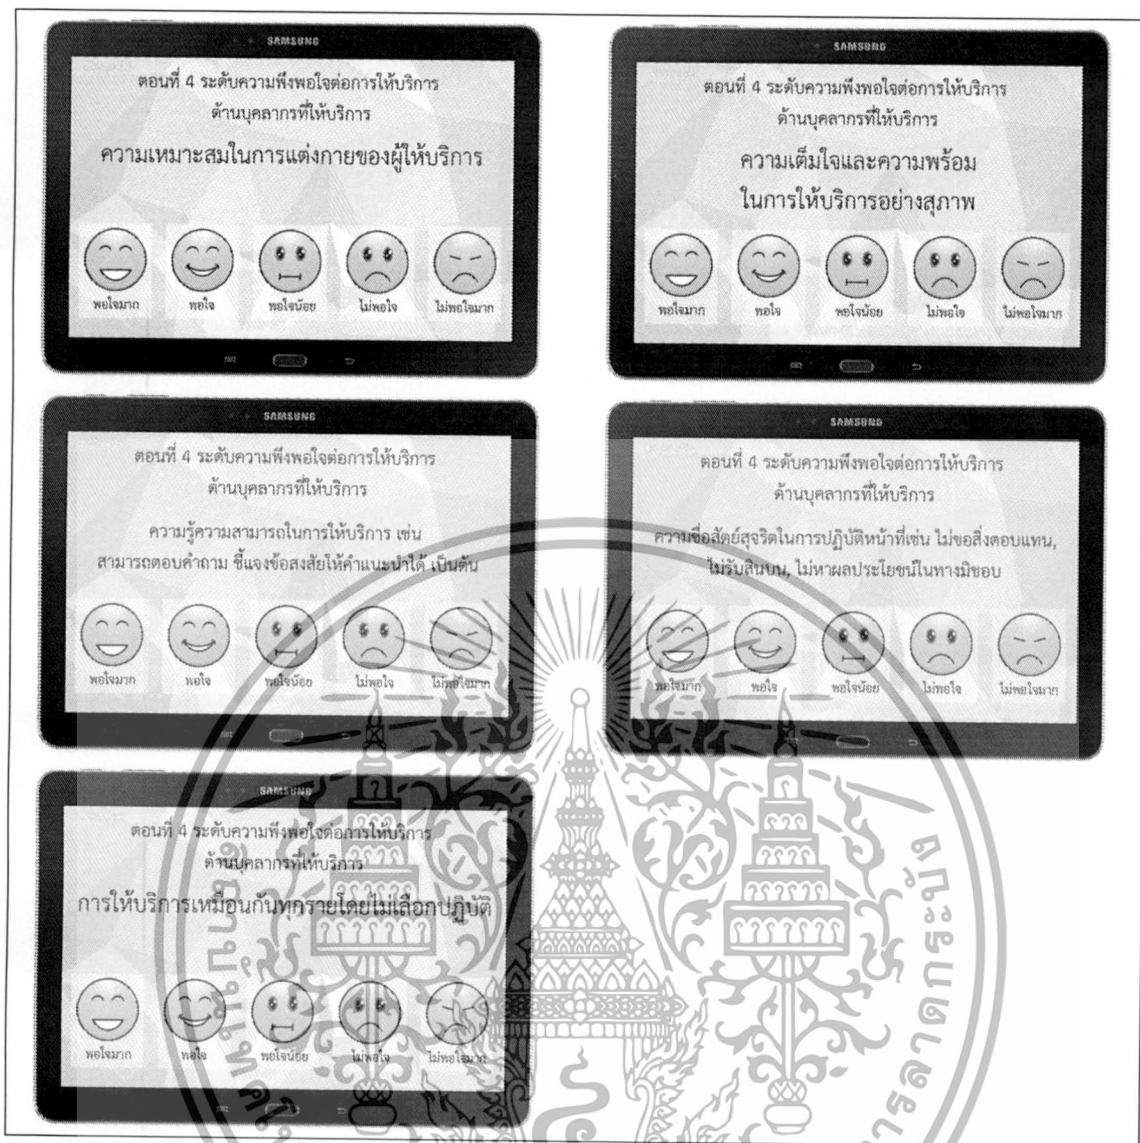 SAMSUNG
ตอนที่ 4 ระดับความพึงพอใจต่อการให้บริการ
ด้านบุคลากรที่ให้บริการ
ความเหมาะสมในการแต่งกายของผู้ให้บริการ
พอใจมาก พอใจ พอใจน้อย ไม่พอใจ ไม่พอใจมาก
SAMSUNG
ตอนที่ 4 ระดับความพึงพอใจต่อการให้บริการ
ด้านบุคลากรที่ให้บริการ
ความเต็มใจและความพร้อม
ในการให้บริการอย่างสุภาพ
พอใจมาก พอใจ พอใจน้อย ไม่พอใจ ไม่พอใจมาก
SAMSUNG
ตอนที่ 4 ระดับความพึงพอใจต่อการให้บริการ
ด้านบุคลากรที่ให้บริการ
ความรู้ความสามารถในการให้บริการ เช่น
สามารถตอบคำถาม ชี้แจงข้อสงสัยให้คำแนะนำได้ เป็นต้น
พอใจมาก พอใจ พอใจน้อย ไม่พอใจ ไม่พอใจมาก
SAMSUNG
ตอนที่ 4 ระดับความพึงพอใจต่อการให้บริการ
ด้านบุคลากรที่ให้บริการ
ความซื่อสัตย์สุจริตในการปฏิบัติหน้าที่เช่น ไม่ขอสิ่งตอบแทน,
ไม่รับสินบน, ไม่หาผลประโยชน์ในทางมิชอบ
พอใจมาก พอใจ พอใจน้อย ไม่พอใจ ไม่พอใจมาก
SAMSUNG
ตอนที่ 4 ระดับความพึงพอใจต่อการให้บริการ
ด้านบุคลากรที่ให้บริการ
การให้บริการเหมือนกันทุกรายโดยไม่เลือกปฏิบัติ
พอใจมาก พอใจ พอใจน้อย ไม่พอใจ ไม่พอใจมาก